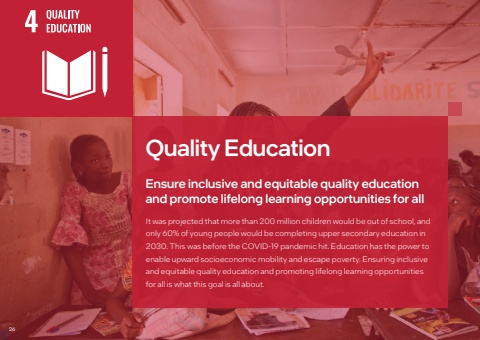 4 QUALITY
EDUCATION
TRAVAIL SOLIDARITE
Quality Education
Ensure inclusive and equitable quality education
and promote lifelong learning opportunities for all
It was projected that more than 200 million children would be out of school, and
only 60% of young people would be completing upper secondary education in
2030. This was before the COVID-19 pandemic hit. Education has the power to
enable upward socioeconomic mobility and escape poverty. Ensuring inclusive
and equitable quality education and promoting lifelong learning opportunities
for all is what this goal is all about.
26